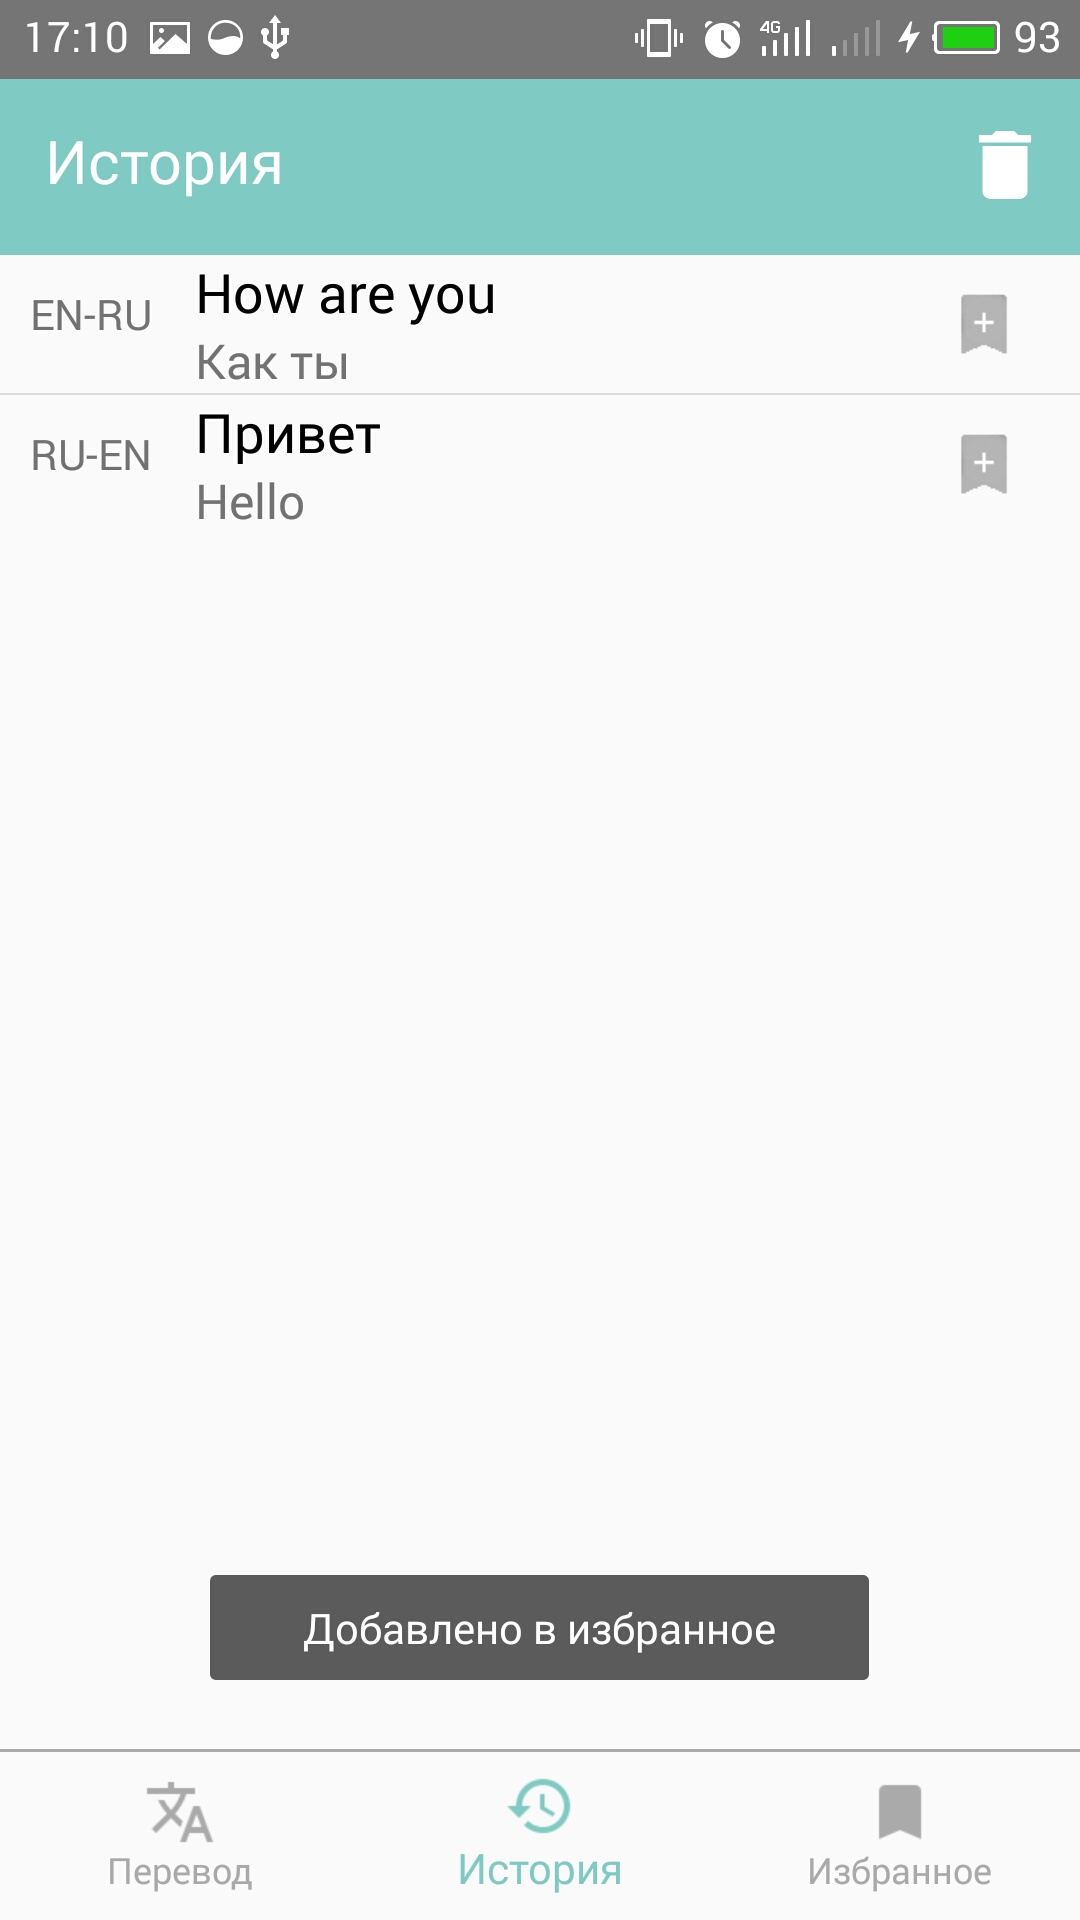 17:10 4G 93
История
EN-RU How are you
Как ты
RU-EN Привет
Hello
Добавлено в избранное
Перевод История Избранное